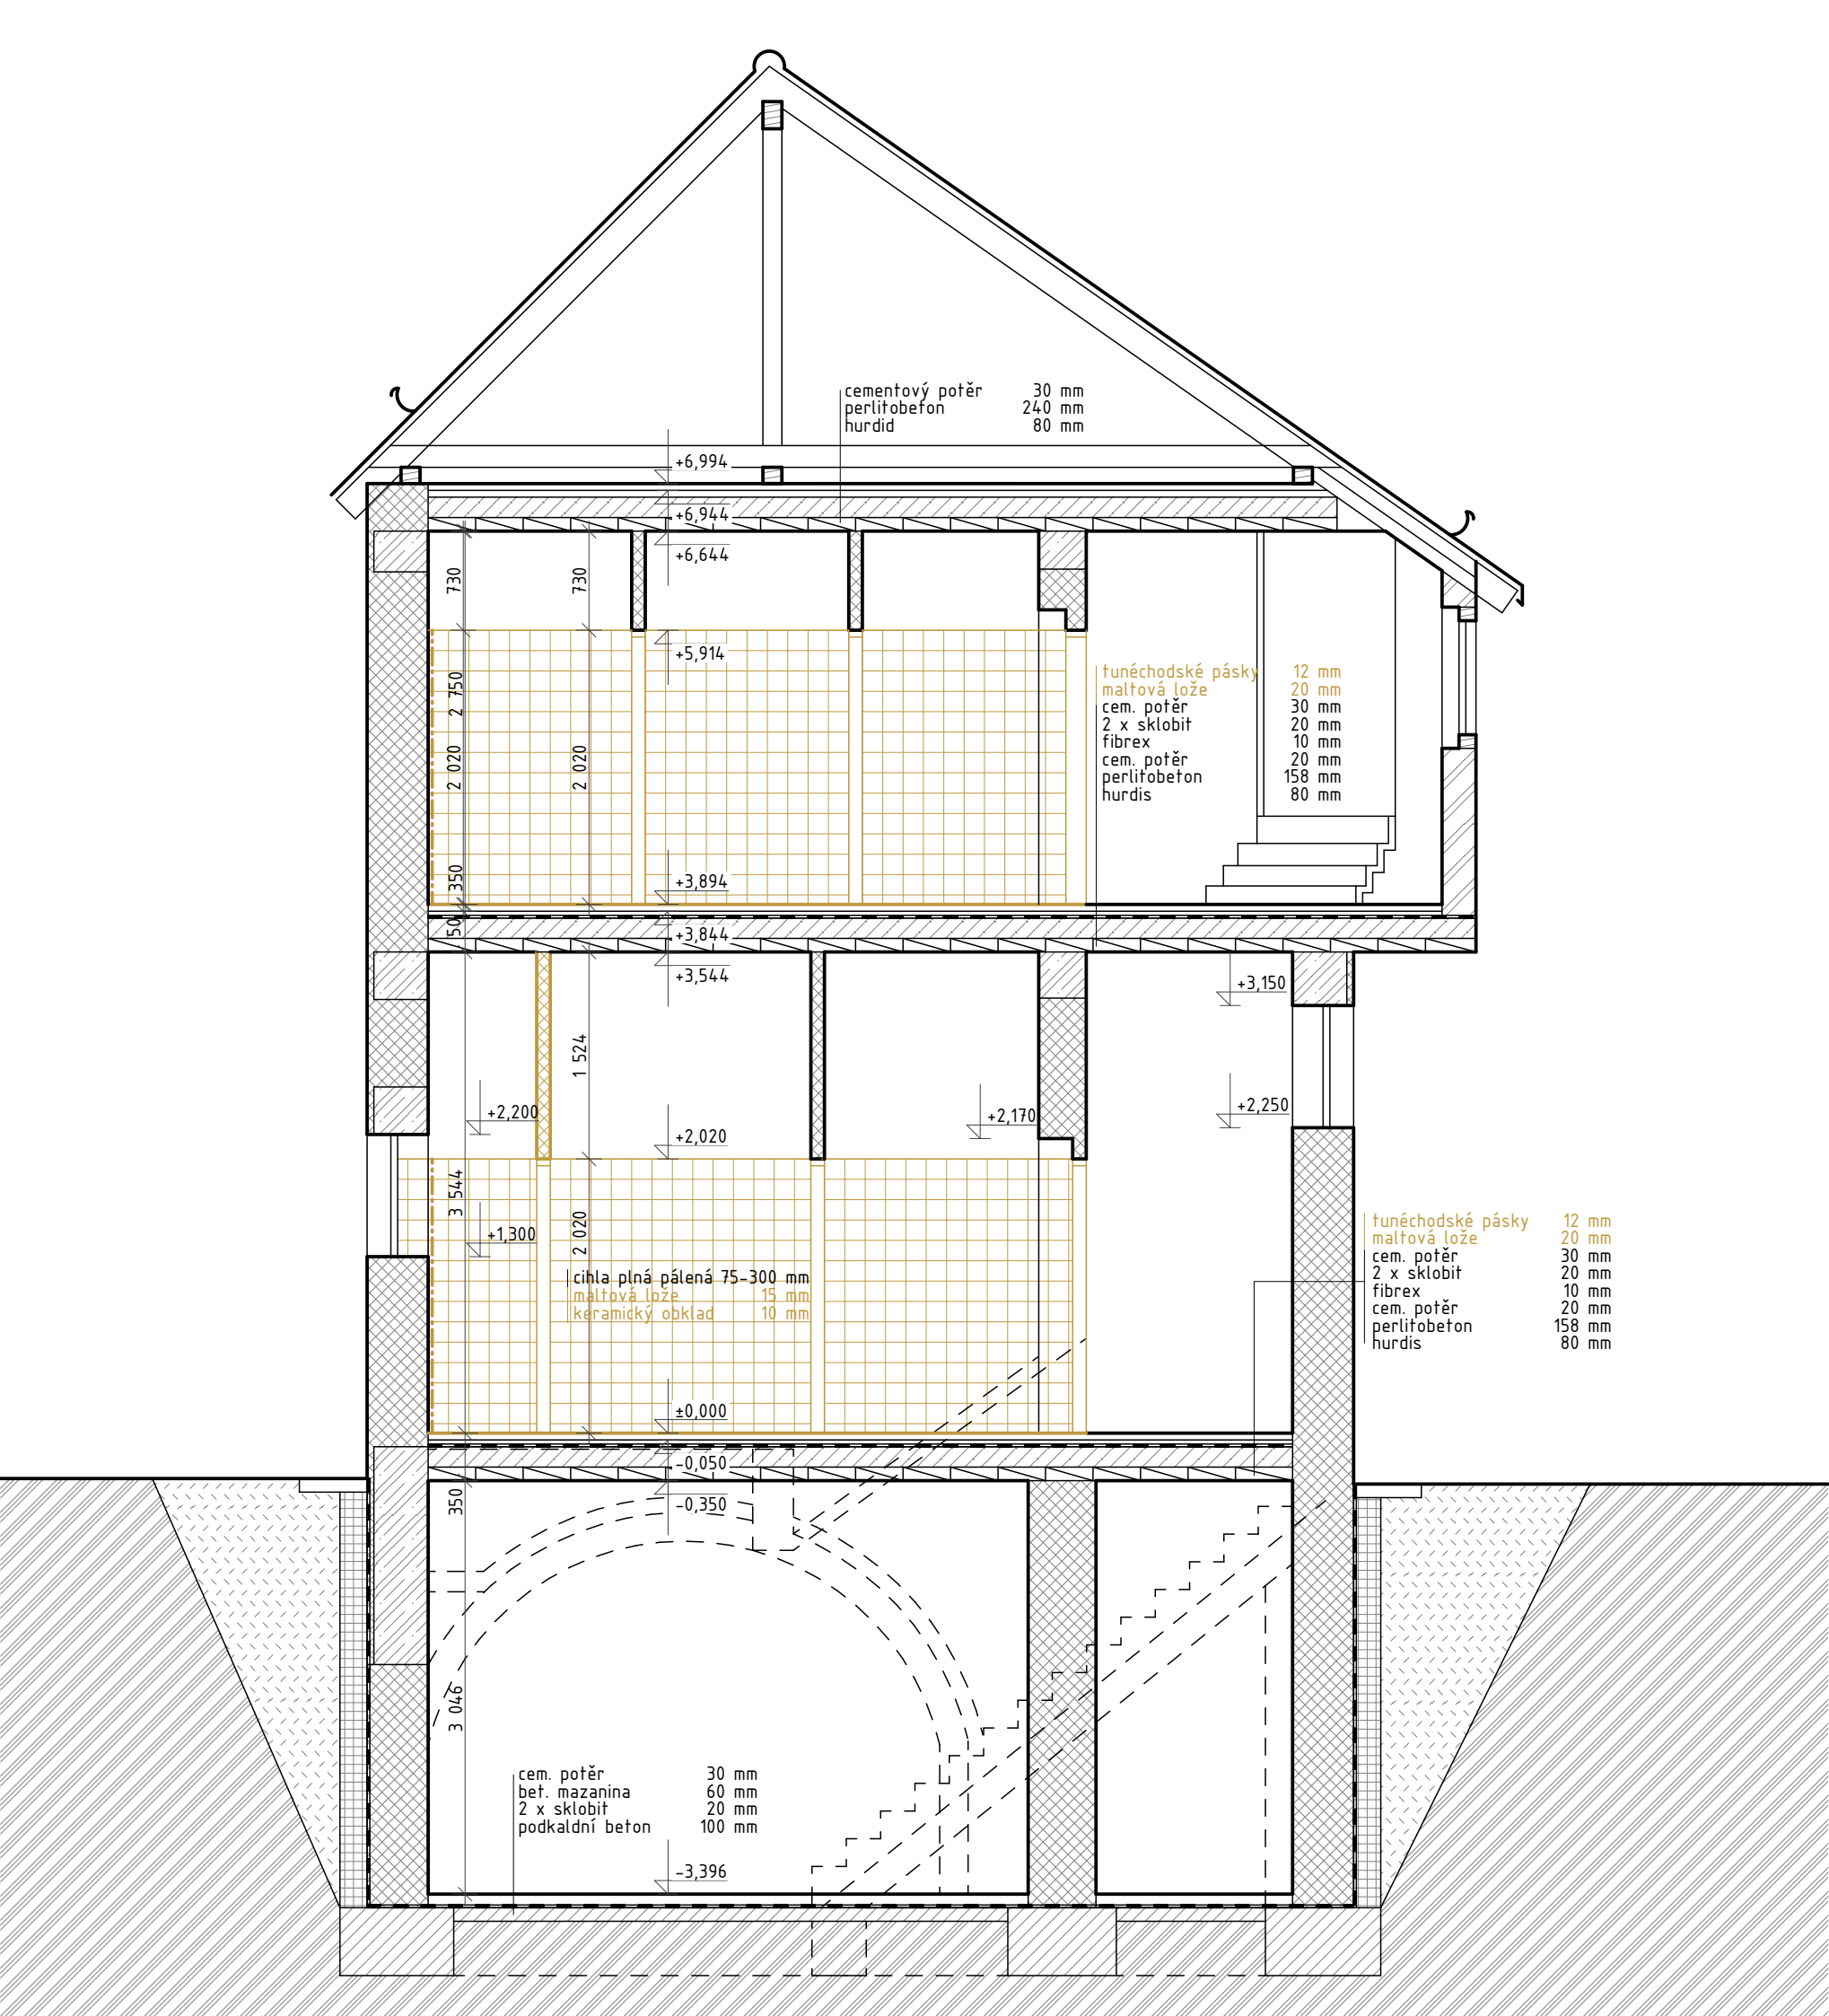 cementový potěr 30 mm
perlitobeton 240 mm
hurdid 80 mm
+6,994
+6,944
+6,644
730
730
+5,914
tunéchodské pásky 12 mm
maltová lože 20 mm
cem. potěr 30 mm
2 x sklobit 20 mm
fibrex 10 mm
cem. potěr 20 mm
perlitobeton 158 mm
hurdis 80 mm
2 750
2 020
2 020
350
+3,894
50
+3,844
+3,544
+3,150
1 524
+2,200
+2,020
+2,170
+2,250
3 544
2 020
+1,300
cihla plná pálená 75-300 mm
maltová lože 15 mm
keramický obklad 10 mm
tunéchodské pásky 12 mm
maltová lože 20 mm
cem. potěr 30 mm
2 x sklobit 20 mm
fibrex 10 mm
cem. potěr 20 mm
perlitobeton 158 mm
hurdis 80 mm
±0,000
-0,050
350
-0,350
3 046
cem. potěr 30 mm
bet. mazanina 60 mm
2 x sklobit 20 mm
podkaldní beton 100 mm
-3,396